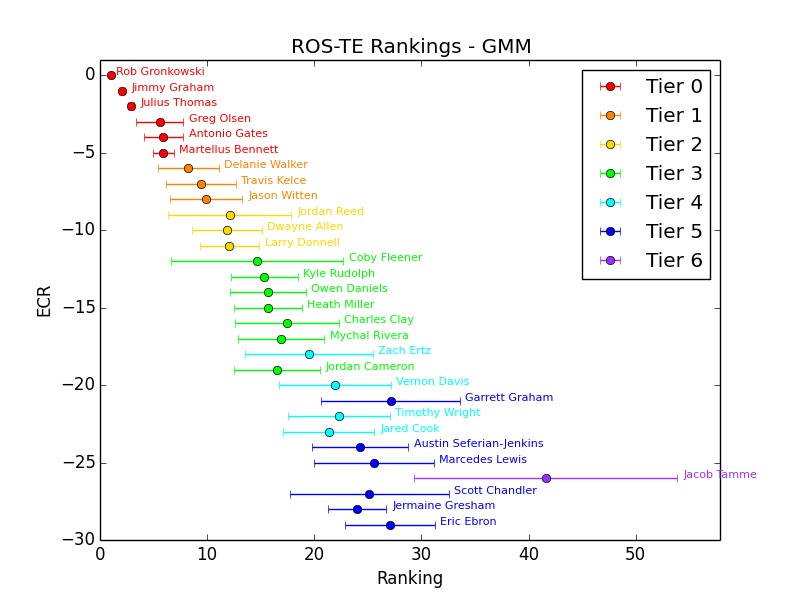 ROS-TE Rankings - GMM
0
−5
−10
−15
−20
−25
−30
ECR
Rob Gronkowski
Jimmy Graham
Julius Thomas
Greg Olsen
Antonio Gates
Martellus Bennett
Delanie Walker
Travis Kelce
Jason Witten
Jordan Reed
Dwayne Allen
Larry Donnell
Coby Fleener
Kyle Rudolph
Owen Daniels
Heath Miller
Charles Clay
Mychal Rivera
Zach Ertz
Jordan Cameron
Vernon Davis
Garrett Graham
Timothy Wright
Jared Cook
Austin Seferian-Jenkins
Marcedes Lewis
Jacob Tamme
Scott Chandler
Jermaine Gresham
Eric Ebron
Tier 0
Tier 1
Tier 2
Tier 3
Tier 4
Tier 5
Tier 6
0 10 20 30 40 50
Ranking